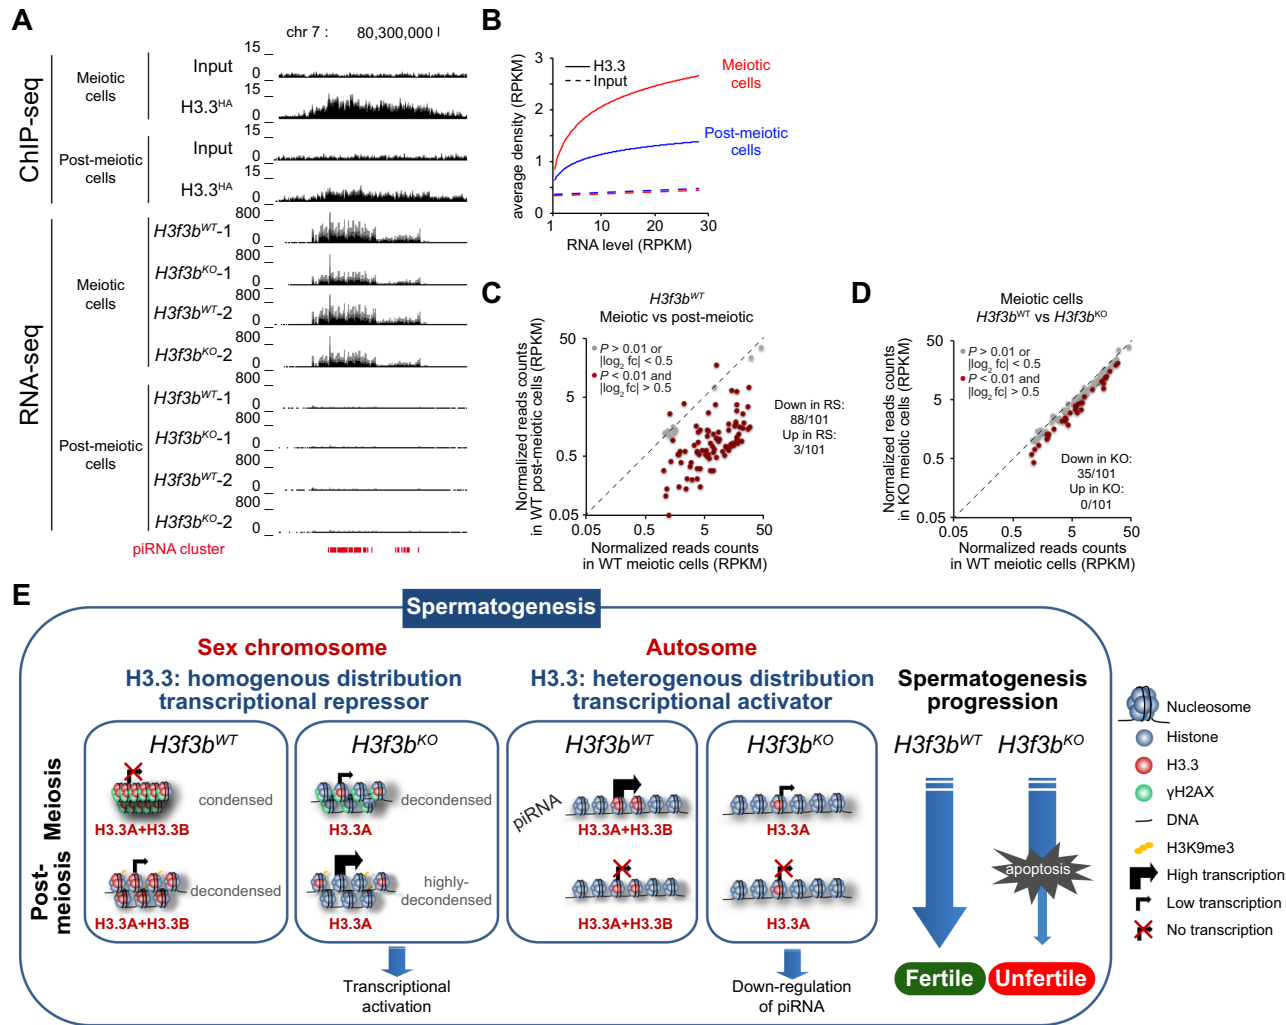 A
chr 7 : 80,300,000
ChIP-seq
Meiotic
cells
Input
15
0
H3.3HA
15
0
Post-meiotic
cells
Input
15
0
H3.3HA
15
0
RNA-seq
Meiotic
cells
H3f3bWT-1
800
0
H3f3bKO-1
800
0
H3f3bWT-2
800
0
H3f3bKO-2
800
0
Post-meiotic
cells
H3f3bWT-1
800
0
H3f3bKO-1
800
0
H3f3bWT-2
800
0
H3f3bKO-2
800
0
piRNA cluster
B
average density (RPKM)
3
2
1
0
H3.3
Input
Meiotic
cells
Post-meiotic
cells
1 10 20 30
RNA level (RPKM)
C
H3f3bWT
Meiotic vs post-meiotic
Normalized reads counts
in WT post-meiotic cells (RPKM)
50
5
0.5
0.05
P > 0.01 or
|log2 fc| < 0.5
P < 0.01 and
|log2 fc| > 0.5
Down in RS:
88/101
Up in RS:
3/101
0.05 0.5 5 50
Normalized reads counts
in WT meiotic cells (RPKM)
D
Meiotic cells
H3f3bWT vs H3f3bKO
Normalized reads counts
in KO meiotic cells (RPKM)
50
5
0.5
0.05
P > 0.01 or
|log2 fc| < 0.5
P < 0.01 and
|log2 fc| > 0.5
Down in KO:
35/101
Up in KO:
0/101
0.05 0.5 5 50
Normalized reads counts
in WT meiotic cells (RPKM)
E
Spermatogenesis
Sex chromosome
H3.3: homogenous distribution
transcriptional repressor
Autosome
H3.3: heterogenous distribution
transcriptional activator
Spermatogenesis
progression
Meiosis
Post-
meiosis
H3f3bWT
condensed
H3.3A+H3.3B
decondensed
H3.3A+H3.3B
H3f3bKO
decondensed
H3.3A
highly-
decondensed
H3.3A
Transcriptional
activation
H3f3bWT
piRNA
H3.3A+H3.3B
H3.3A+H3.3B
H3f3bKO
H3.3A
H3.3A
Down-regulation
of piRNA
H3f3bWT
H3f3bKO
apoptosis
Fertile
Unfertile
Nucleosome
Histone
H3.3
γH2AX
DNA
H3K9me3
High transcription
Low transcription
No transcription